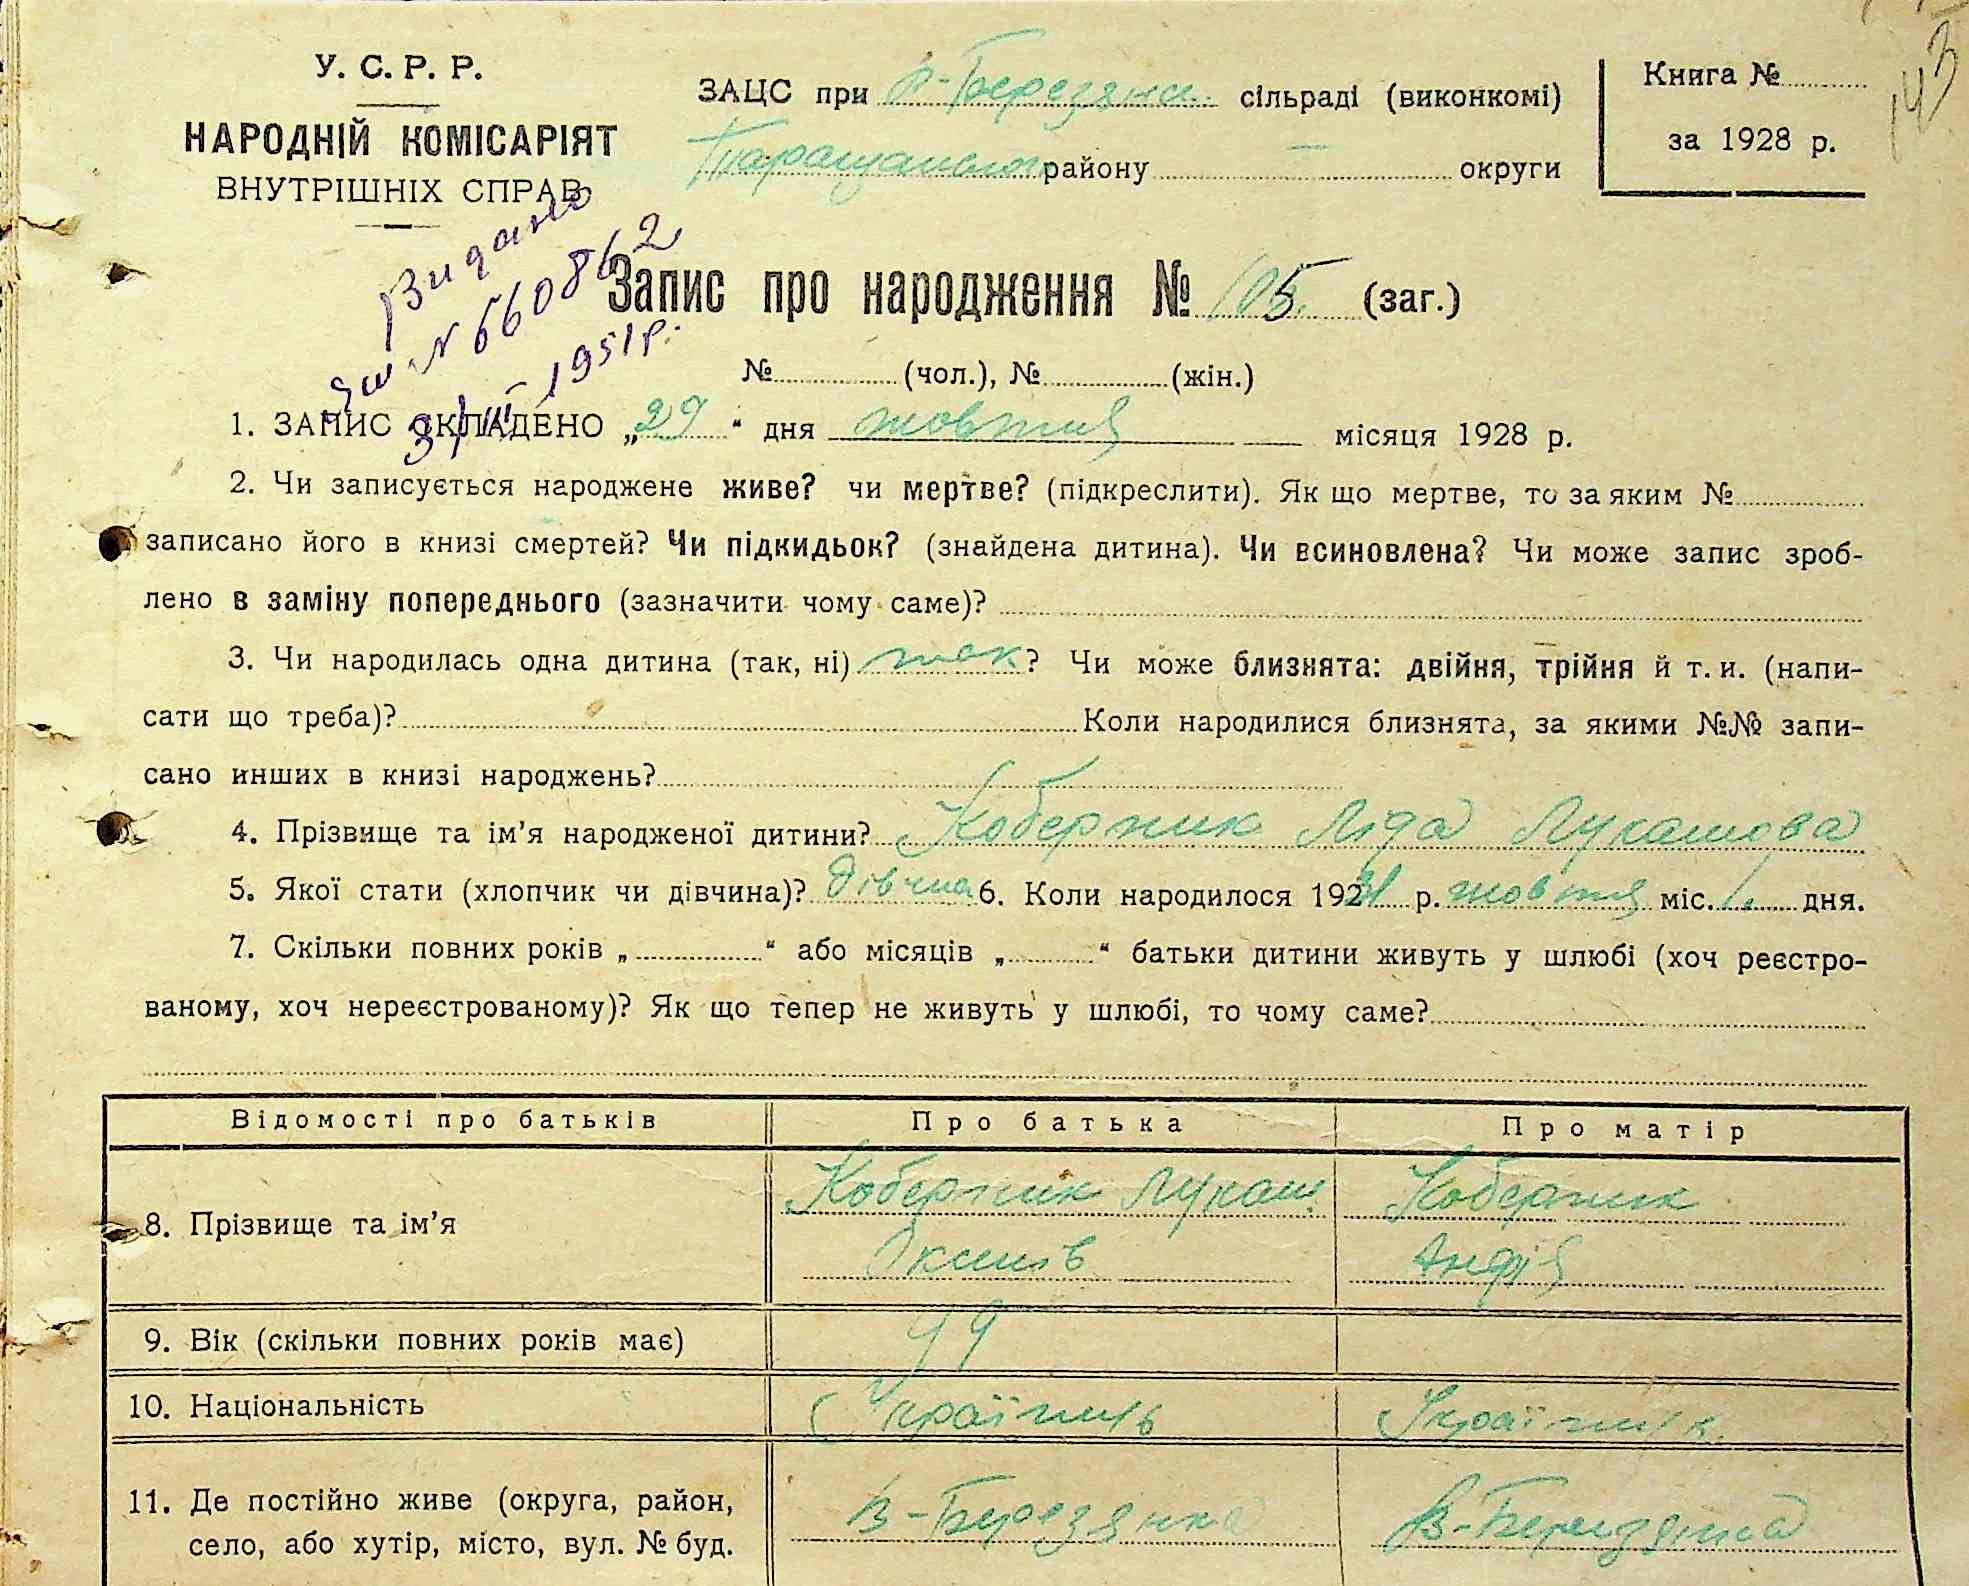 У. С. Р. Р.
НАРОДНІЙ КОМІСАРІЯТ
ВНУТРІШНІХ СПРАВ
ЗАЦС при В-Березянс. сільраді (виконкомі)
Таращанськог району — округи
Книга №
за 1928 р.
143
Видано
№ 660862
3/III 1951 р.
Запис про народження № 105. (заг.)
№ (чол.), № (жін.)
1. ЗАПИС СКЛАДЕНО „29“ дня жовтня місяця 1928 р.
2. Чи записується народжене живе? чи мертве? (підкреслити). Як що мертве, то за яким №
записано його в книзі смертей? Чи підкидьок? (знайдена дитина). Чи всиновлена? Чи може запис зроб-
лено в заміну попереднього (зазначити чому саме)?
3. Чи народилась одна дитина (так, ні) так? Чи може близнята: двійня, трійня й т. и. (напи-
сати що треба)? Коли народилися близнята, за якими №№ запи-
сано инших в книзі народжень?
4. Прізвище та ім’я народженої дитини? Коберник Ліда Лукашова
5. Якої стати (хлопчик чи дівчина)? дівчина 6. Коли народилося 192 р. жовтня міс. 1. дня.
7. Скільки повних років „ “ або місяців „ “ батьки дитини живуть у шлюбі (хоч реєстро-
ваному, хоч нереєстрованому)? Як що тепер не живуть у шлюбі, то чому саме?
Відомості про батьків
Про батька
Про матір
8. Прізвище та ім’я
Коберник Лукаш.
Коберник
9. Вік (скільки повних років має)
10. Національність
Українць
Українк.
11. Де постійно живе (округа, район,
село, або хутір, місто, вул. № буд.
В-Березянка
В-Березянка